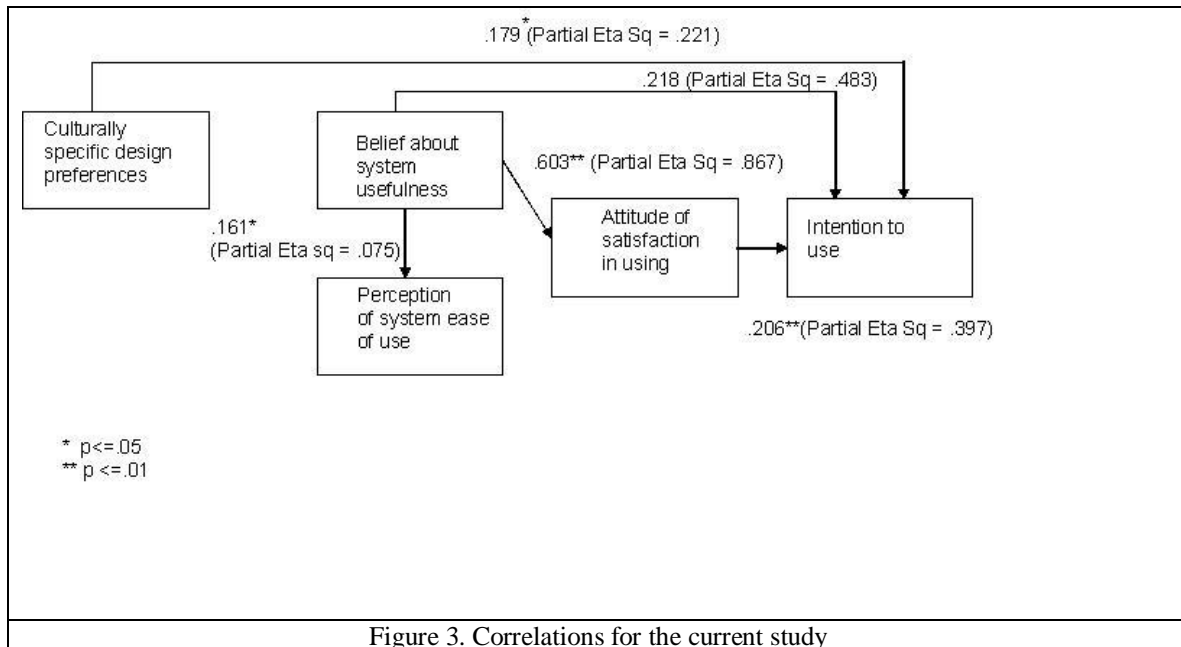 .179*(Partial Eta Sq = .221)
.218 (Partial Eta Sq = .483)
Culturally
specific design
preferences
Belief about
system
usefulness
.603** (Partial Eta Sq = .867)
.161*
(Partial Eta sq = .075)
Attitude of
satisfaction
in using
Intention to
use
Perception
of system ease
of use
.206**(Partial Eta Sq = .397)
* p<=.05
** p <=.01
Figure 3. Correlations for the current study